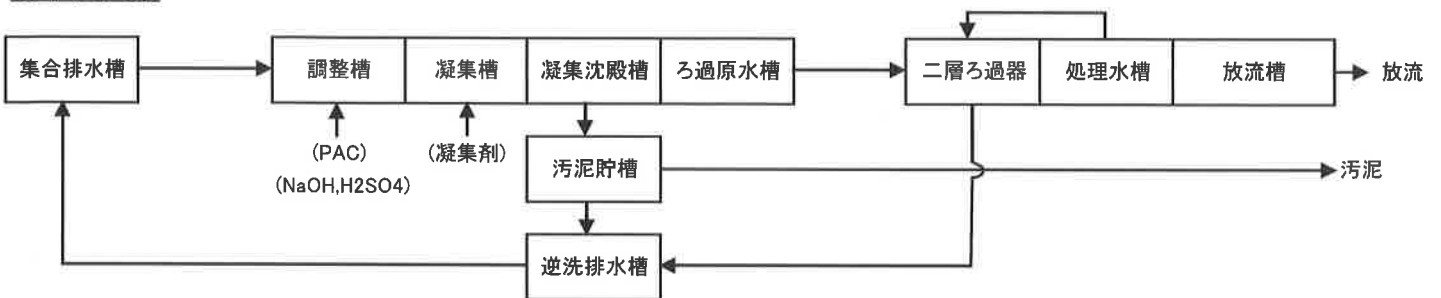 集合排水槽
調整槽
凝集槽
凝集沈殿槽
ろ過原水槽
二層ろ過器
処理水槽
放流槽
放流
(PAC)
(NaOH,H2SO4)
(凝集剤)
汚泥貯槽
汚泥
逆洗排水槽